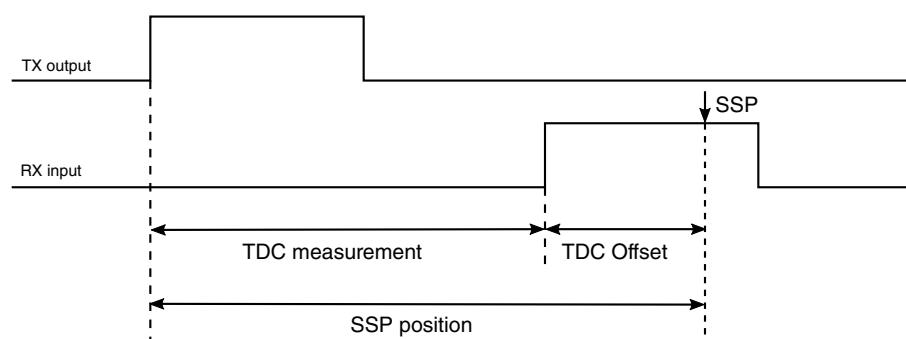 TX output
SSP
RX input
TDC measurement
TDC Offset
SSP position